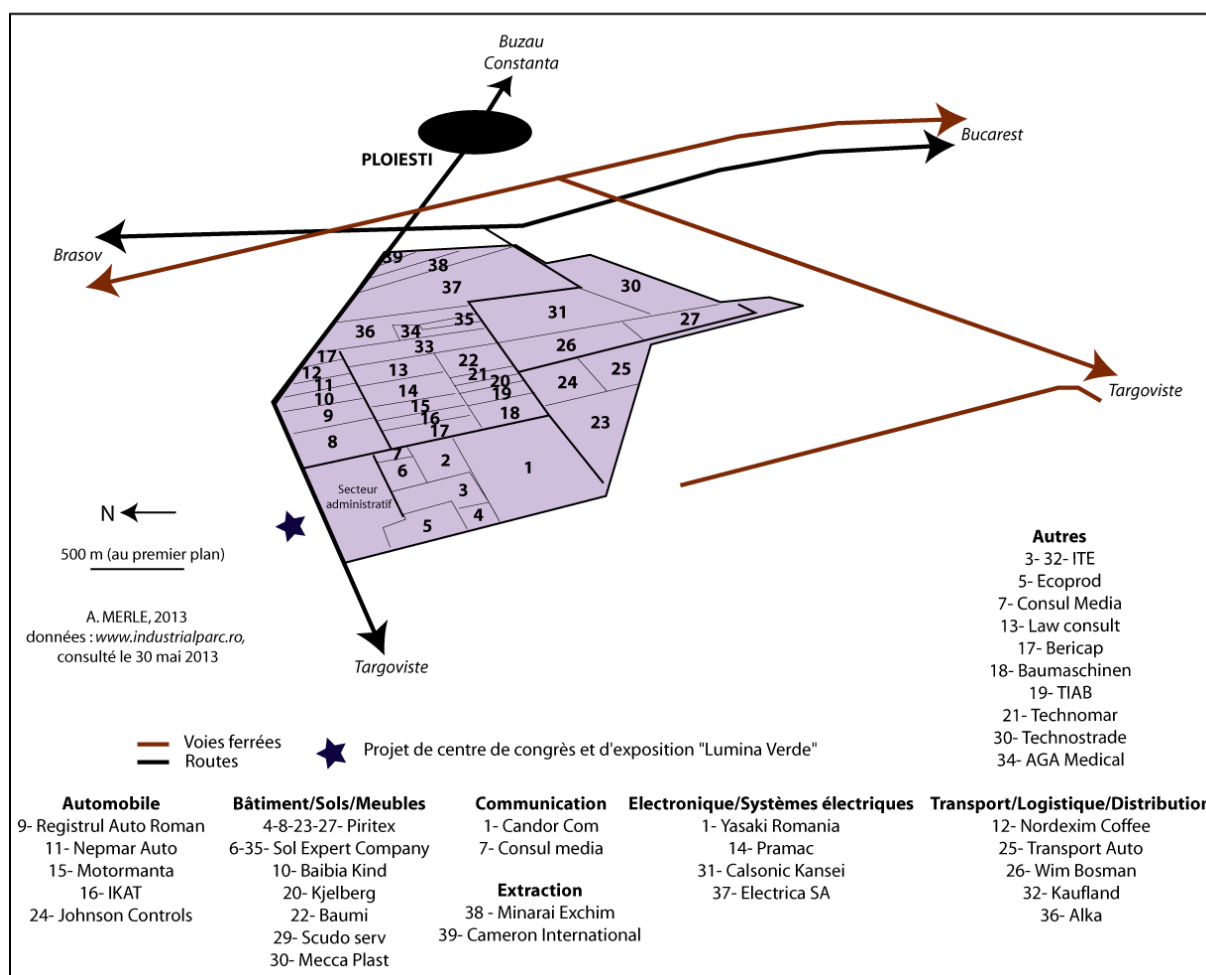 Buzau
Constanta
PLOIESTI
Bucarest
Brasov
39
38
37
30
31
27
36
34
35
33
26
17
12
13
22
21
25
11
20
24
10
14
19
15
9
16
18
23
17
8
7
2
6
1
Secteur
administratif
3
4
5
Targoviste
N
500 m (au premier plan)
A. MERLE, 2013
données : www.industrialparc.ro,
consulté le 30 mai 2013
Targoviste
Autres
3- 32- ITE
5- Ecoprod
7- Consul Media
13- Law consult
17- Bericap
18- Baumaschinen
19- TIAB
21- Technomar
30- Technostrade
34- AGA Medical
Voies ferrées
Routes
Projet de centre de congrès et d'exposition "Lumina Verde"
Automobile
9- Registrul Auto Roman
11- Nepmar Auto
15- Motormanta
16- IKAT
24- Johnson Controls
Bâtiment/Sols/Meubles
4-8-23-27- Piritex
6-35- Sol Expert Company
10- Baibia Kind
20- Kjelberg
22- Baumi
29- Scudo serv
30- Mecca Plast
Communication
1- Candor Com
7- Consul media
Extraction
38 - Minarai Exchim
39- Cameron International
Electronique/Systèmes électriques
1- Yasaki Romania
14- Pramac
31- Calsonic Kansei
37- Electrica SA
Transport/Logistique/Distribution
12- Nordexim Coffee
25- Transport Auto
26- Wim Bosman
32- Kaufland
36- Alka